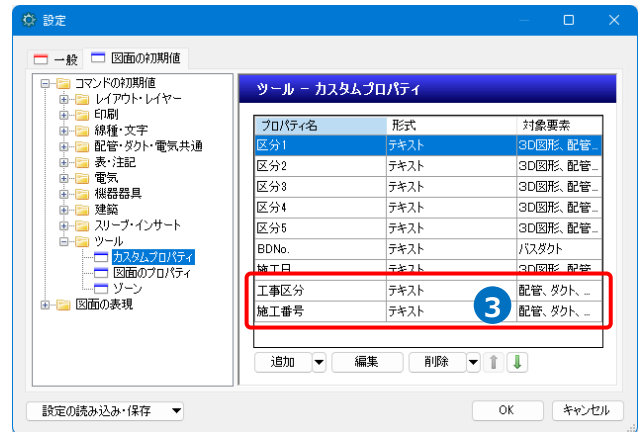 設定
一般 図面の初期値
コマンドの初期値
レイアウト・レイヤー
印刷
線種・文字
配管・ダクト・電気共通
表・注記
電気
機器器具
建築
スリーブ・インサート
ツール
カスタムプロパティ
図面のプロパティ
ゾーン
図面の表現
ツール - カスタムプロパティ
プロパティ名 形式 対象要素
区分1 テキスト 3D図形、配管...
区分2 テキスト 3D図形、配管...
区分3 テキスト 3D図形、配管...
区分4 テキスト 3D図形、配管...
区分5 テキスト 3D図形、配管...
BDNo. テキスト バスダクト
施工日 テキスト 3D図形、配管
工事区分 テキスト 配管、ダクト、...
施工番号 テキスト 配管、ダクト、...
3
追加 編集 削除
設定の読み込み・保存 OK キャンセル